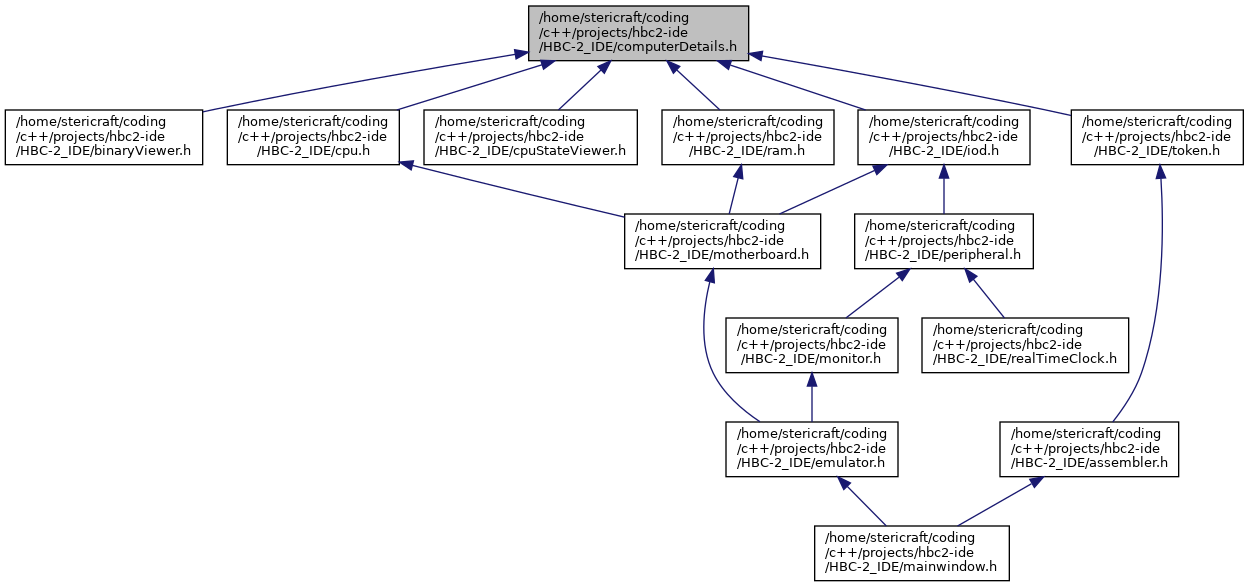 /home/stericraft/coding
/c++/projects/hbc2-ide
/HBC-2_IDE/computerDetails.h
/home/stericraft/coding
/c++/projects/hbc2-ide
/HBC-2_IDE/binaryViewer.h
/home/stericraft/coding
/c++/projects/hbc2-ide
/HBC-2_IDE/cpu.h
/home/stericraft/coding
/c++/projects/hbc2-ide
/HBC-2_IDE/cpuStateViewer.h
/home/stericraft/coding
/c++/projects/hbc2-ide
/HBC-2_IDE/ram.h
/home/stericraft/coding
/c++/projects/hbc2-ide
/HBC-2_IDE/iod.h
/home/stericraft/coding
/c++/projects/hbc2-ide
/HBC-2_IDE/token.h
/home/stericraft/coding
/c++/projects/hbc2-ide
/HBC-2_IDE/motherboard.h
/home/stericraft/coding
/c++/projects/hbc2-ide
/HBC-2_IDE/peripheral.h
/home/stericraft/coding
/c++/projects/hbc2-ide
/HBC-2_IDE/monitor.h
/home/stericraft/coding
/c++/projects/hbc2-ide
/HBC-2_IDE/realTimeClock.h
/home/stericraft/coding
/c++/projects/hbc2-ide
/HBC-2_IDE/emulator.h
/home/stericraft/coding
/c++/projects/hbc2-ide
/HBC-2_IDE/assembler.h
/home/stericraft/coding
/c++/projects/hbc2-ide
/HBC-2_IDE/mainwindow.h